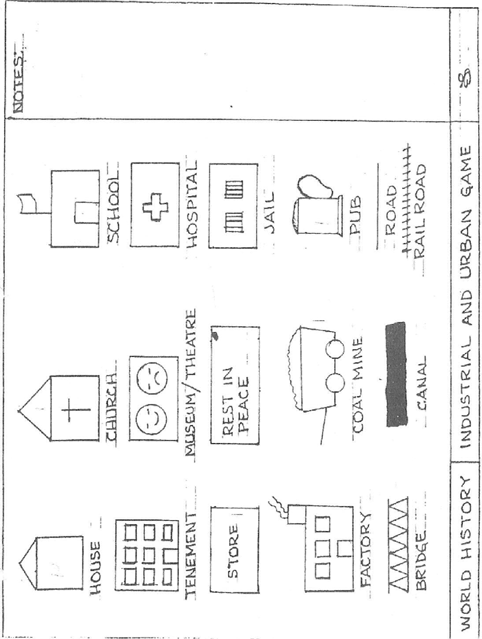 HOUSE
CHURCH
SCHOOL
TENEMENT
MUSEUM/THEATRE
HOSPITAL
STORE
REST IN
PEACE
JAIL
FACTORY
COAL MINE
PUB
BRIDGE
CANAL
ROAD
RAIL ROAD
NOTES:
WORLD HISTORY
INDUSTRIAL AND URBAN GAME
8